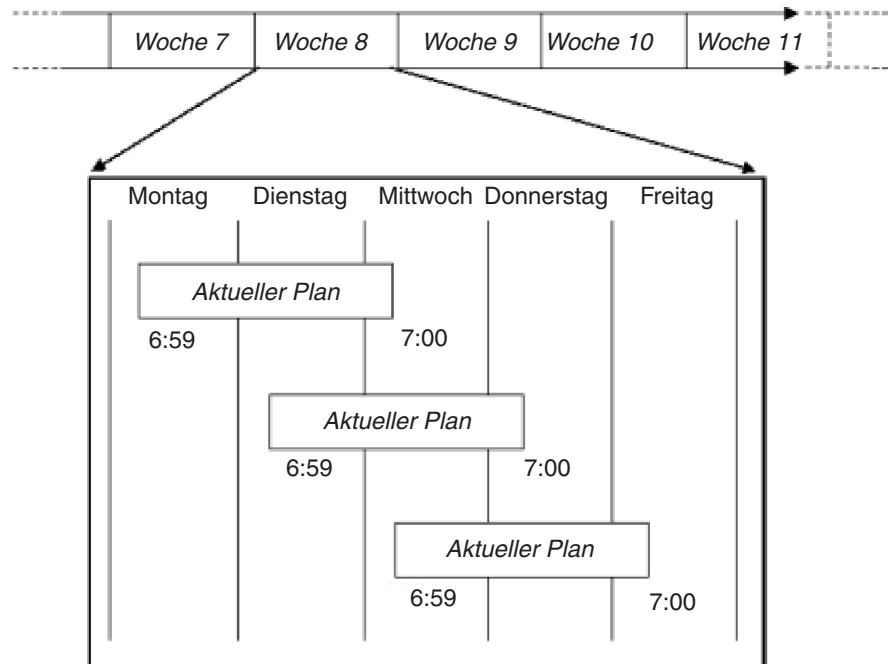 Woche 7 Woche 8 Woche 9 Woche 10 Woche 11
Montag Dienstag Mittwoch Donnerstag Freitag
Aktueller Plan
6:59 7:00
Aktueller Plan
6:59 7:00
Aktueller Plan
6:59 7:00